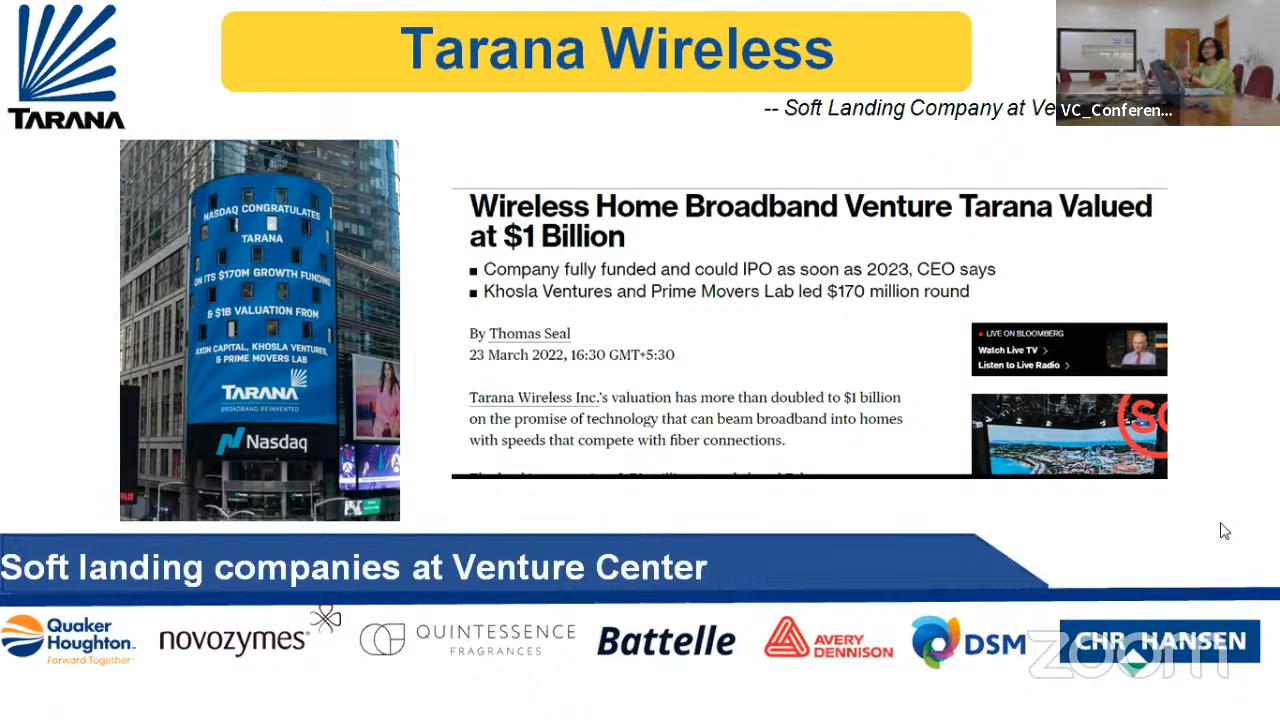 TARANA
Tarana Wireless
-- Soft Landing Company at Ve
VC_Conferen...
NASDAQ CONGRATULATES
TARANA
ON ITS $170M GROWTH FUNDING
& $1B VALUATION FROM
AXON CAPITAL, KHOSLA VENTURES,
& PRIME MOVERS LAB
TARANA
BROADBAND REINVENTED
Nasdaq
Wireless Home Broadband Venture Tarana Valued
at $1 Billion
Company fully funded and could IPO as soon as 2023, CEO says
Khosla Ventures and Prime Movers Lab led $170 million round
By Thomas Seal
23 March 2022, 16:30 GMT+5:30
LIVE ON BLOOMBERG
Watch Live TV
Listen to Live Radio
Tarana Wireless Inc.'s valuation has more than doubled to $1 billion
on the promise of technology that can beam broadband into homes
with speeds that compete with fiber connections.
Soft landing companies at Venture Center
Quaker
Houghton
Forward Together
novozymes
QUINTESSENCE
FRAGRANCES
Battelle
AVERY
DENNISON
DSM
CHR HANSEN
zoom